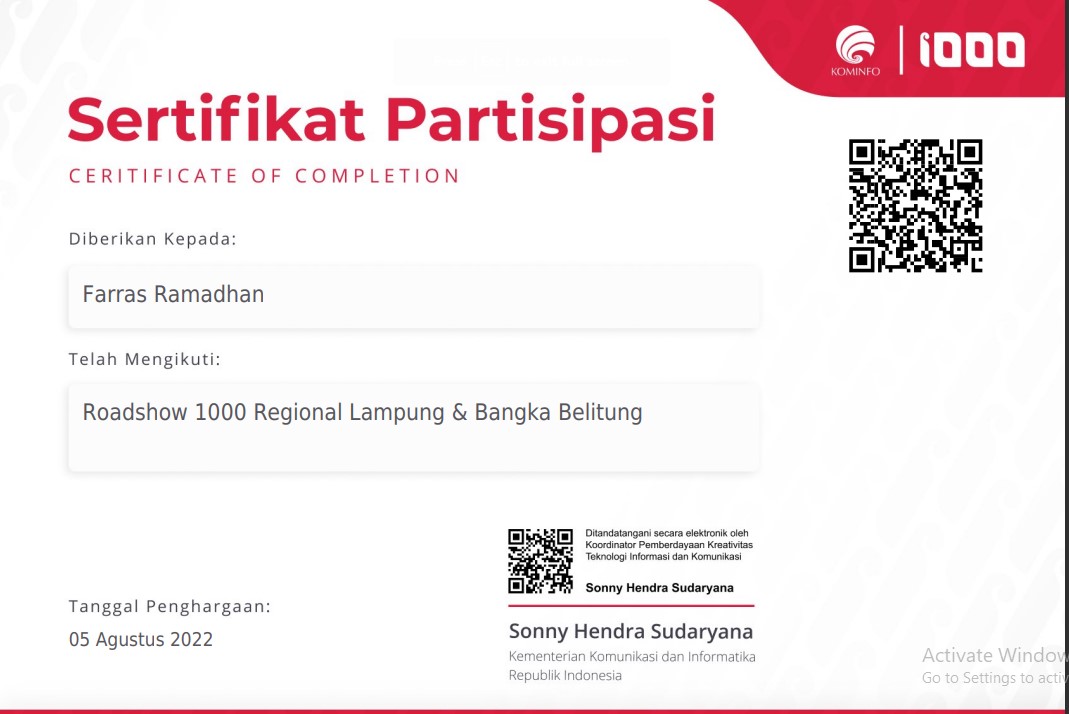 KOMINFO
i000
Sertifikat Partisipasi
CERITIFICATE OF COMPLETION
Diberikan Kepada:
Farras Ramadhan
Telah Mengikuti:
Roadshow 1000 Regional Lampung & Bangka Belitung
Ditandatangani secara elektronik oleh
Koordinator Pemberdayaan Kreativitas
Teknologi Informasi dan Komunikasi
Sonny Hendra Sudaryana
Tanggal Penghargaan:
05 Agustus 2022
Sonny Hendra Sudaryana
Kementerian Komunikasi dan Informatika
Republik Indonesia
Activate Window
Go to Settings to activ